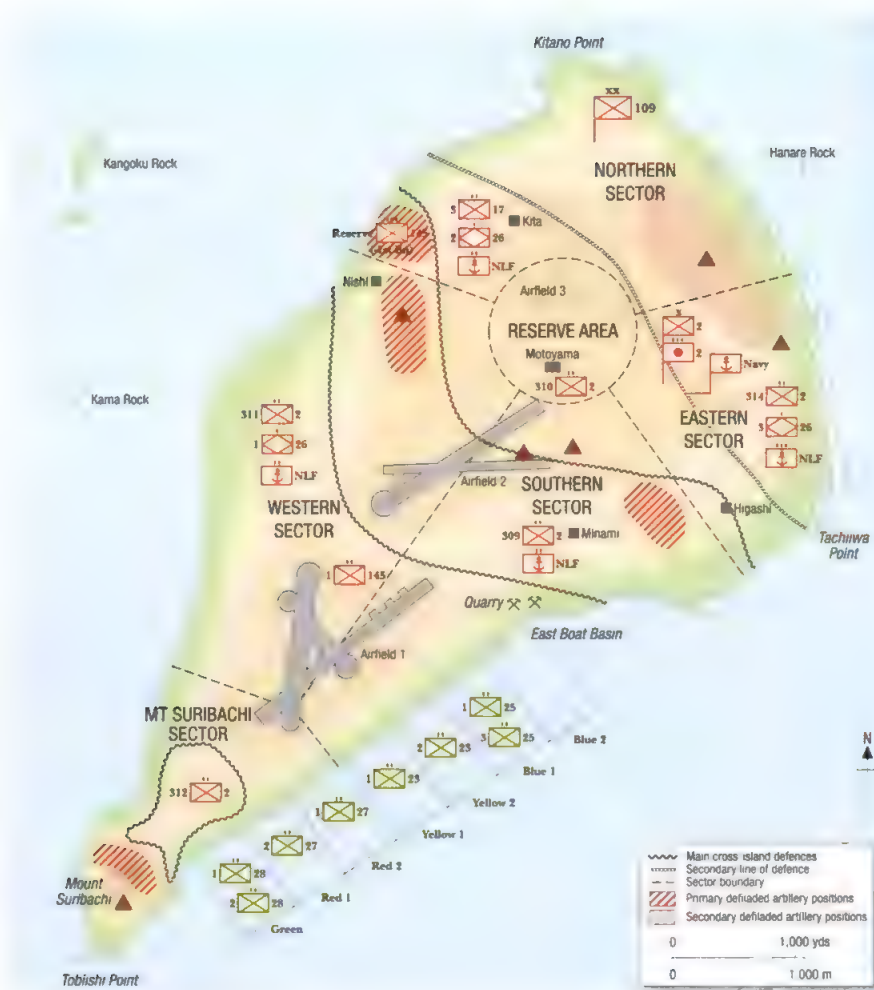 Kitano Point
xx
109
Kangoku Rock
Hanare Rock
NORTHERN
SECTOR
3 17
Kita
Reserve
2 26
NLF
Nishi
Airfield 3
RESERVE AREA
Motoyama
310 2
x
2
2
Navy
Kama Rock
311 2
1 26
NLF
314 2
EASTERN
SECTOR
3 26
NLF
WESTERN
SECTOR
Airfield 2
SOUTHERN
SECTOR
Higashi
309 2
Minami
NLF
Tachiiwa
Point
1 145
Quarry
East Boat Basin
Airfield 1
MT SURIBACHI
SECTOR
1 25
3 25
Blue 2
2 23
Blue 1
1 23
Yellow 2
N
312 2
1 27
Yellow 1
2 27
Red 2
1 28
Red 1
2 28
Green
Mount
Suribachi
Tobiishi Point
Main cross island defences
Secondary line of defence
Sector boundary
Primary defiladed artillery positions
Secondary defiladed artillery positions
0 1,000 yds
0 1 000 m